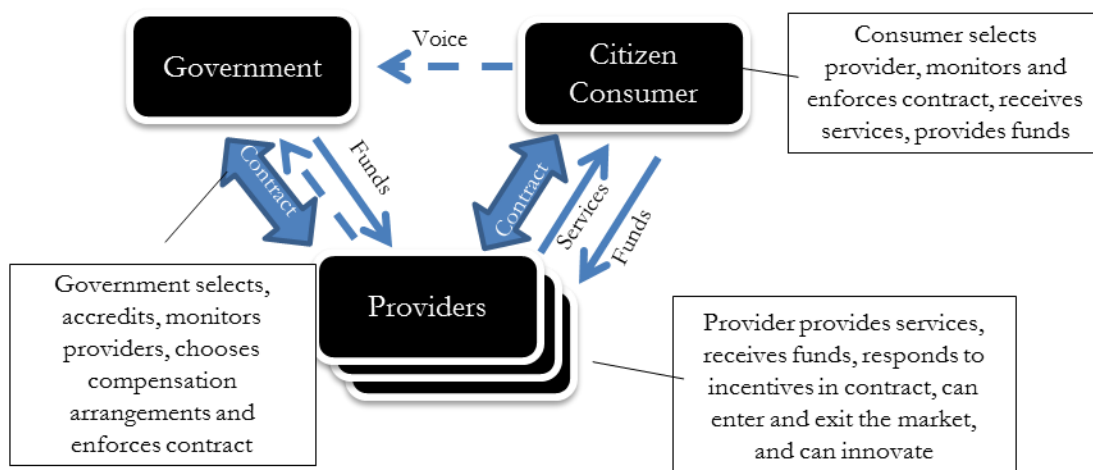 Government
Voice
Citizen
Consumer
Consumer selects
provider, monitors and
enforces contract, receives
services, provides funds
Contract
Funds
Contract
Services
Funds
Providers
Government selects,
accredits, monitors
providers, chooses
compensation
arrangements and
enforces contract
Provider provides services,
receives funds, responds to
incentives in contract, can
enter and exit the market,
and can innovate